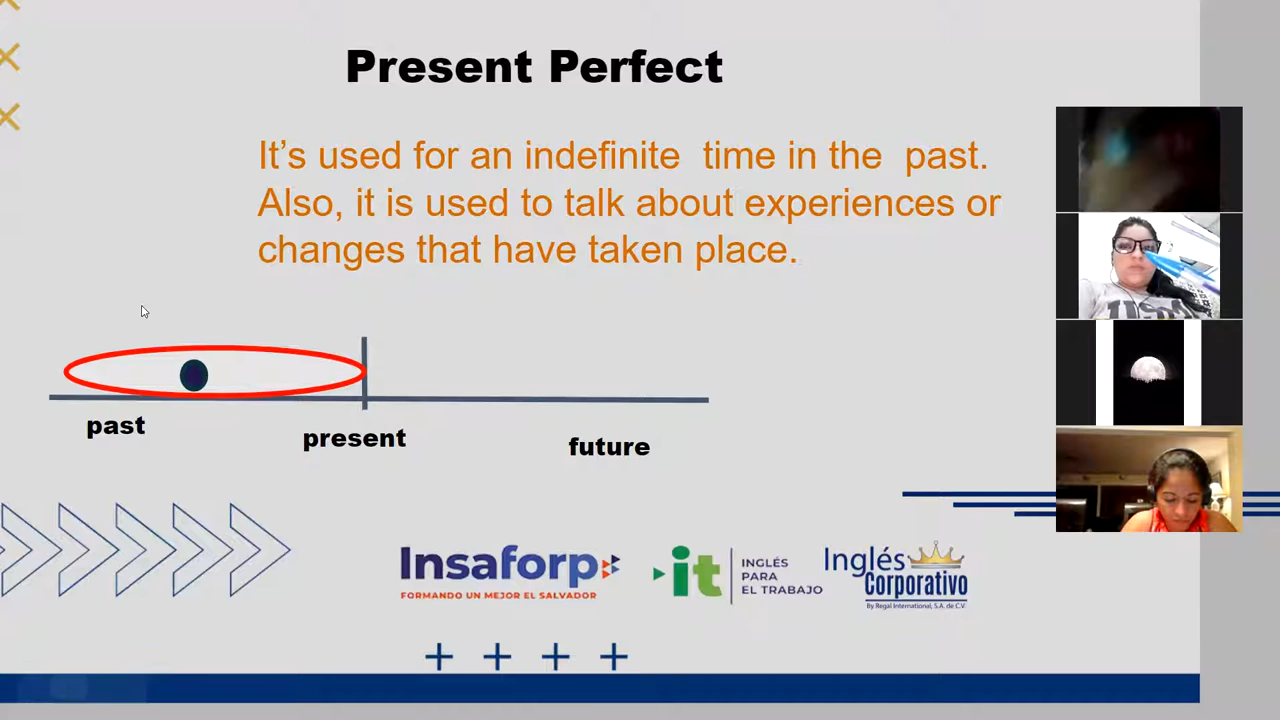 Present Perfect
It’s used for an indefinite time in the past.
Also, it is used to talk about experiences or
changes that have taken place.
past
present
future
Insaforp
FORMANDO UN MEJOR EL SALVADOR
it
INGLÉS
PARA
EL TRABAJO
Inglés
Corporativo
By Regal International, S.A. de C.V.